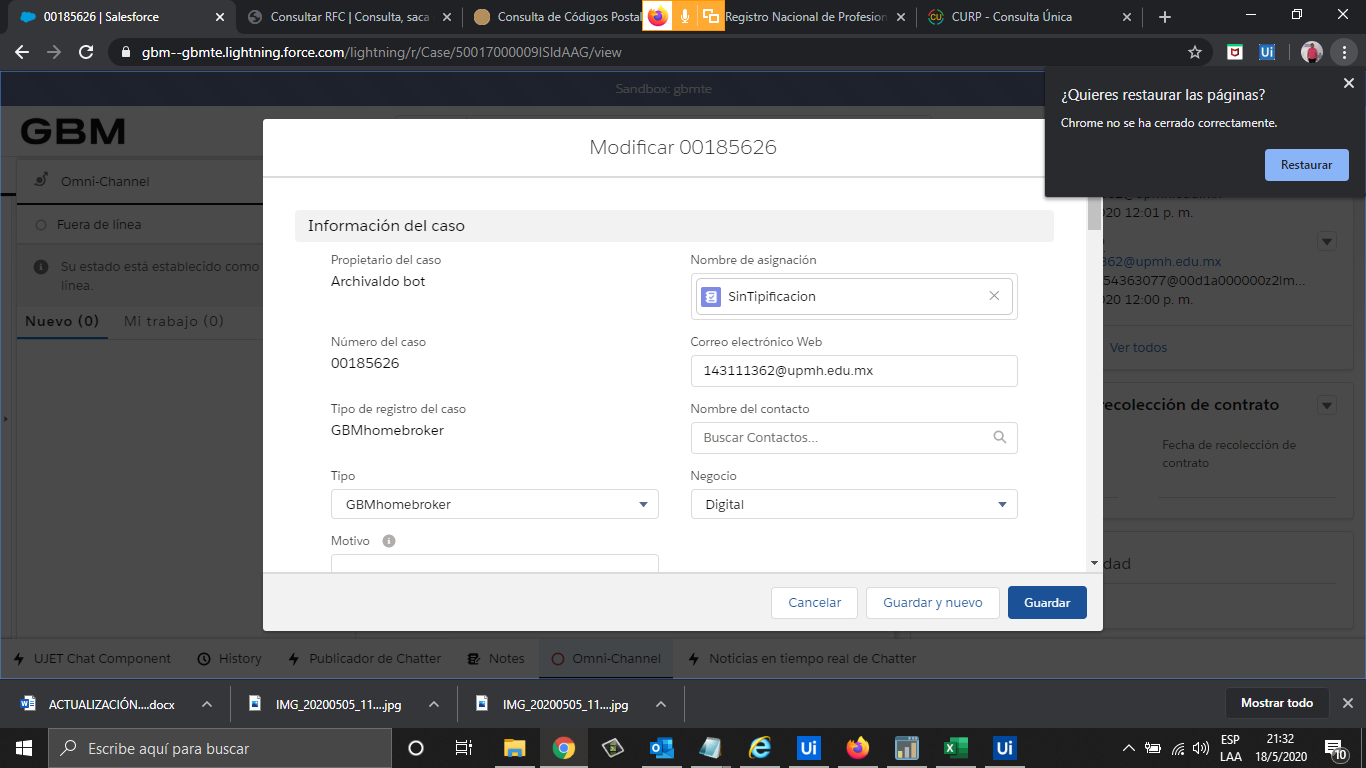 00185626 | Salesforce
Consultar RFC | Consulta, saca
Consulta de Códigos Postal
Registro Nacional de Profesion
CURP - Consulta Única
gbm--gbmte.lightning.force.com/lightning/r/Case/50017000009ISIdAAG/view
Sandbox: gbmte
¿Quieres restaurar las páginas?
Chrome no se ha cerrado correctamente.
Restaurar
GBM
Modificar 00185626
Omni-Channel
Fuera de línea
Su estado está establecido como
línea.
Nuevo (0)
Mi trabajo (0)
Información del caso
Propietario del caso
Archivaldo bot
Nombre de asignación
SinTipificacion
Número del caso
00185626
Correo electrónico Web
143111362@upmh.edu.mx
Tipo de registro del caso
GBMhomebroker
Nombre del contacto
Buscar Contactos...
Tipo
GBMhomebroker
Negocio
Digital
Motivo
Cancelar
Guardar y nuevo
Guardar
020 12:01 p. m.
362@upmh.edu.mx
54363077@00d1a000000z2lm...
020 12:00 p. m.
Ver todos
recolección de contrato
Fecha de recolección de
contrato
dad
UJET Chat Component
History
Publicador de Chatter
Notes
Omni-Channel
Noticias en tiempo real de Chatter
ACTUALIZACIÓN....docx
IMG_20200505_11....jpg
IMG_20200505_11....jpg
Mostrar todo
Escribe aquí para buscar
ESP
LAA
21:32
18/5/2020
10